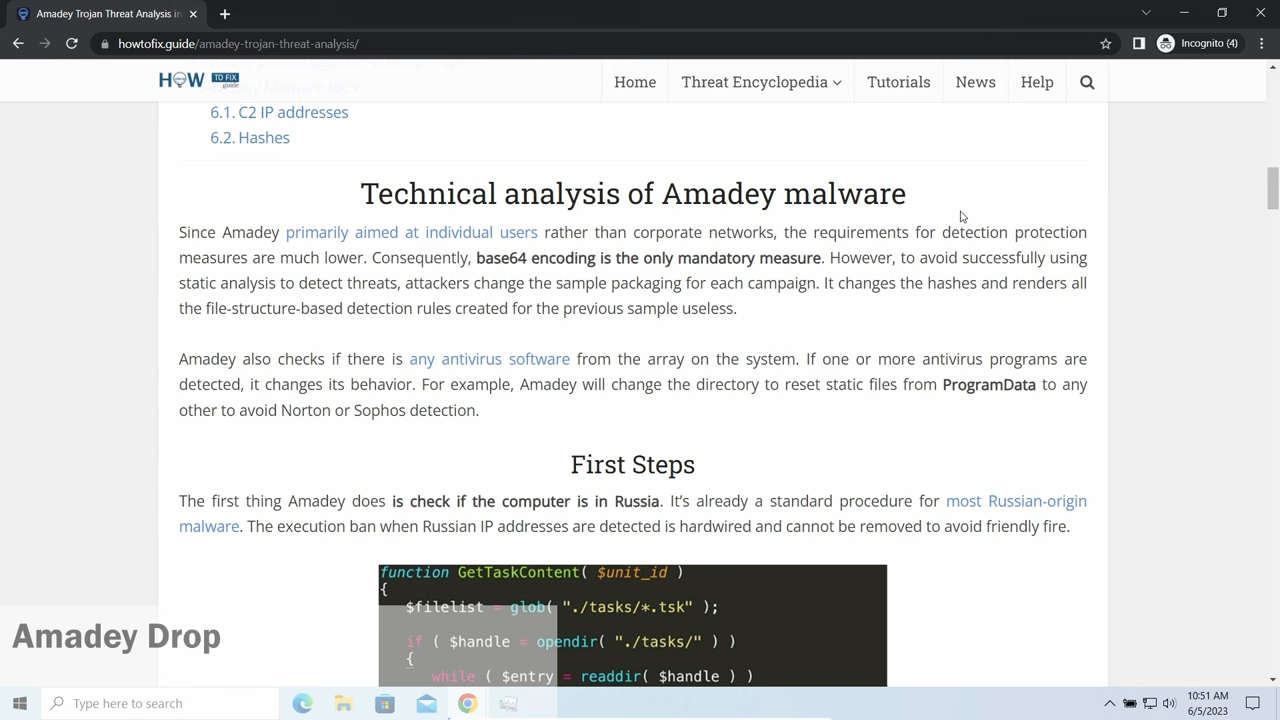 Amadey Trojan Threat Analysis in
howtofix.guide/amadey-trojan-threat-analysis/
Incognito (4)
HOW TO FIX guide
Home
Threat Encyclopedia
Tutorials
News
Help
6.1. C2 IP addresses
6.2. Hashes
Technical analysis of Amadey malware
Since Amadey primarily aimed at individual users rather than corporate networks, the requirements for detection protection
measures are much lower. Consequently, base64 encoding is the only mandatory measure. However, to avoid successfully using
static analysis to detect threats, attackers change the sample packaging for each campaign. It changes the hashes and renders all
the file-structure-based detection rules created for the previous sample useless.
Amadey also checks if there is any antivirus software from the array on the system. If one or more antivirus programs are
detected, it changes its behavior. For example, Amadey will change the directory to reset static files from ProgramData to any
other to avoid Norton or Sophos detection.
First Steps
The first thing Amadey does is check if the computer is in Russia. It's already a standard procedure for most Russian-origin
malware. The execution ban when Russian IP addresses are detected is hardwired and cannot be removed to avoid friendly fire.
function GetTaskContent( $unit_id )
{
$filelist = glob( "./tasks/*.tsk" );
if ( $handle = opendir( "./tasks/" ) )
{
while ( $entry = readdir( $handle ) )
Amadey Drop
Type here to search
10:51 AM
6/5/2023